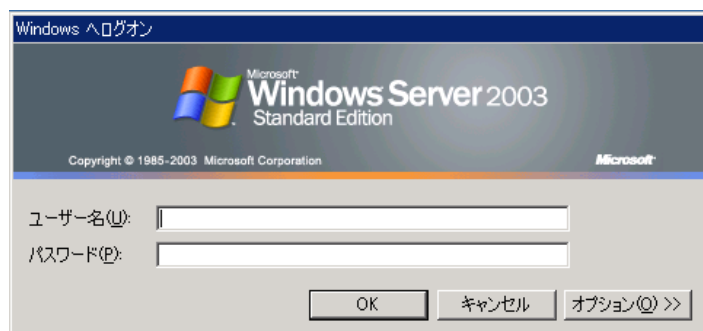 Windows へログオン
Microsoft
Windows Server 2003
Standard Edition
Copyright © 1985-2003 Microsoft Corporation Microsoft
ユーザー名(U):
パスワード(P):
OK キャンセル オプション(O) >>